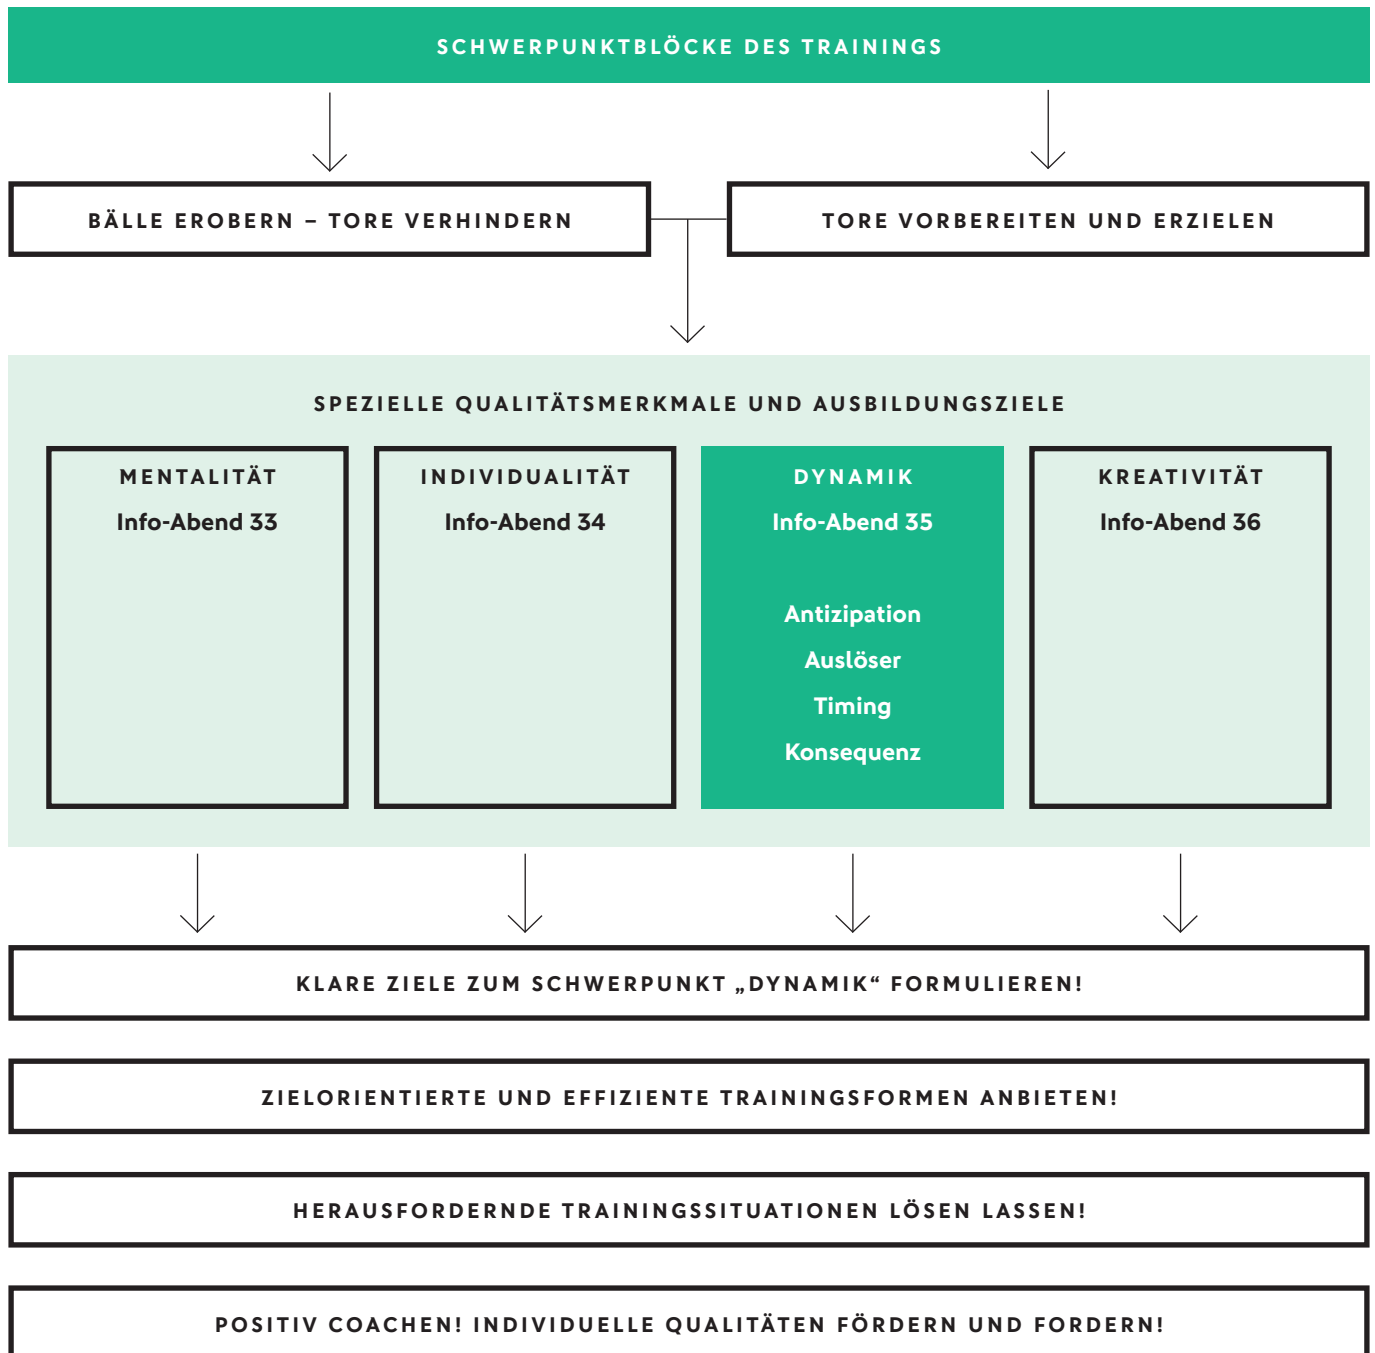 SCHWERPUNKTBLÖCKE DES TRAININGS
BÄLLE EROBERN – TORE VERHINDERN
TORE VORBEREITEN UND ERZIELEN
SPEZIELLE QUALITÄTSMERKMALE UND AUSBILDUNGSZIELE
MENTALITÄT
Info-Abend 33
INDIVIDUALITÄT
Info-Abend 34
DYNAMIK
Info-Abend 35
Antizipation
Auslöser
Timing
Konsequenz
KREATIVITÄT
Info-Abend 36
KLARE ZIELE ZUM SCHWERPUNKT „DYNAMIK“ FORMULIEREN!
ZIELORIENTIERTE UND EFFIZIENTE TRAININGSFORMEN ANBIETEN!
HERAUSFORDERNDE TRAININGSSITUATIONEN LÖSEN LASSEN!
POSITIV COACHEN! INDIVIDUELLE QUALITÄTEN FÖRDERN UND FORDERN!